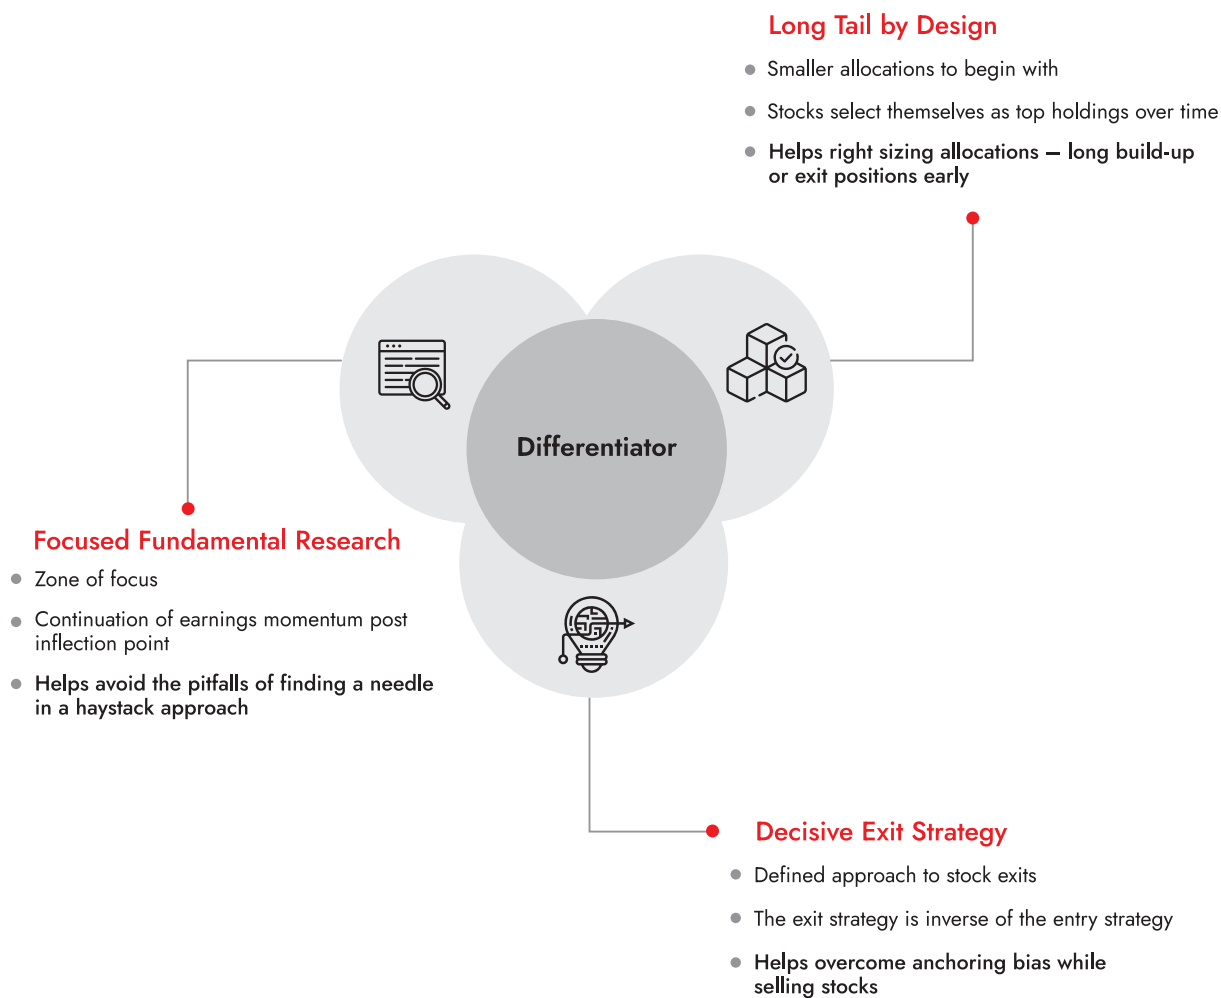 Long Tail by Design
Smaller allocations to begin with
Stocks select themselves as top holdings over time
Helps right sizing allocations – long build-up
or exit positions early
Differentiator
Focused Fundamental Research
Zone of focus
Continuation of earnings momentum post
inflection point
Helps avoid the pitfalls of finding a needle
in a haystack approach
Decisive Exit Strategy
Defined approach to stock exits
The exit strategy is inverse of the entry strategy
Helps overcome anchoring bias while
selling stocks